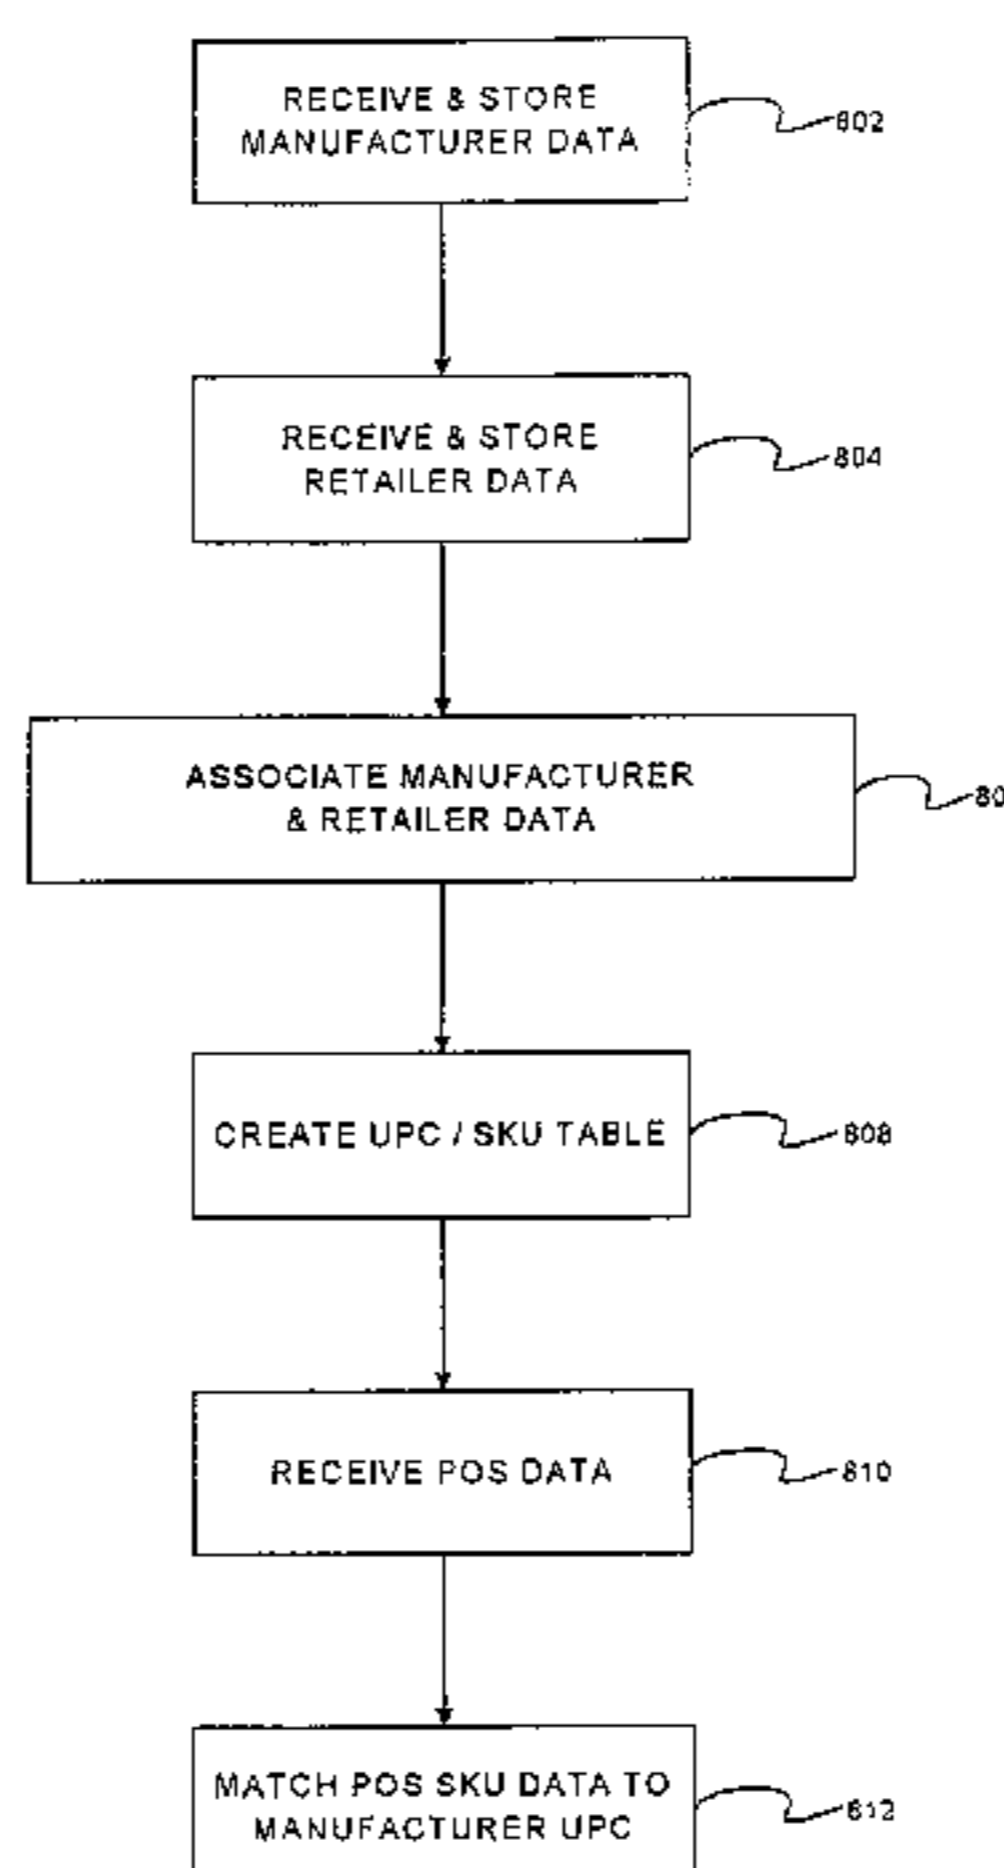 RECEIVE & STORE
MANUFACTURER DATA
802
RECEIVE & STORE
RETAILER DATA
804
ASSOCIATE MANUFACTURER
& RETAILER DATA
80
CREATE UPC / SKU TABLE
808
RECEIVE POS DATA
810
MATCH POS SKU DATA TO
MANUFACTURER UPC
812